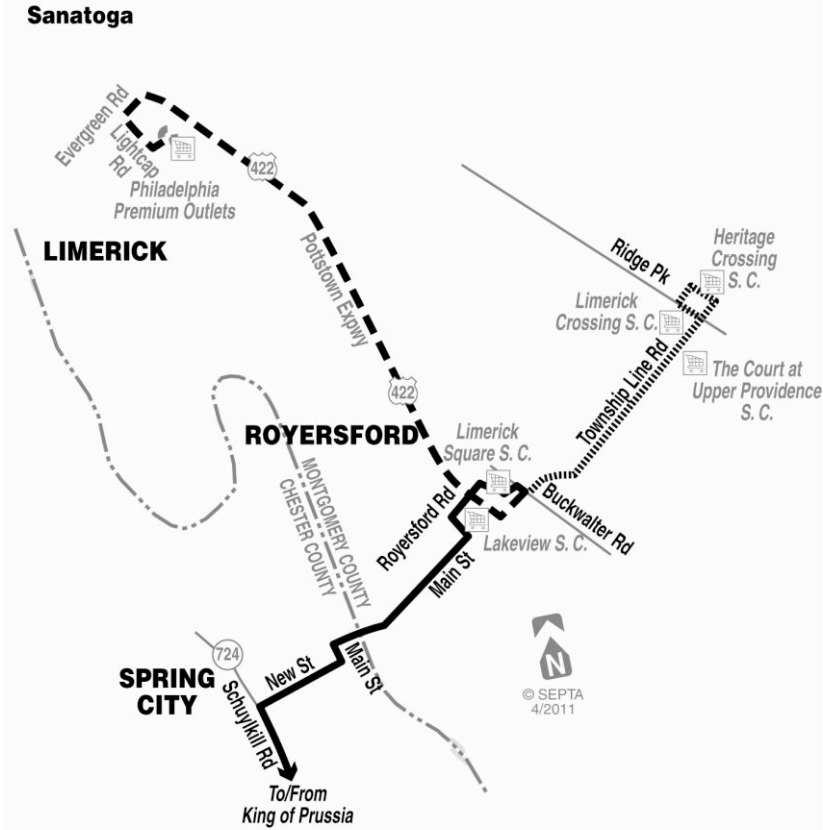 Sanatoga
Evergreen Rd
Lightcap
Rd
Philadelphia
Premium Outlets
422
LIMERICK
Pottstown Expwy
Ridge Pk
Heritage
Crossing
S. C.
Limerick
Crossing S. C.
Township Line Rd
The Court at
Upper Providence
S. C.
422
ROYERSFORD
Limerick
Square S. C.
MONTGOMERY COUNTY
CHESTER COUNTY
Royersford Rd
Buckwalter Rd
Lakeview S. C.
Main St
724
SPRING
CITY
New St
Main St
Schuylkill Rd
N
© SEPTA
4/2011
To/From
King of Prussia